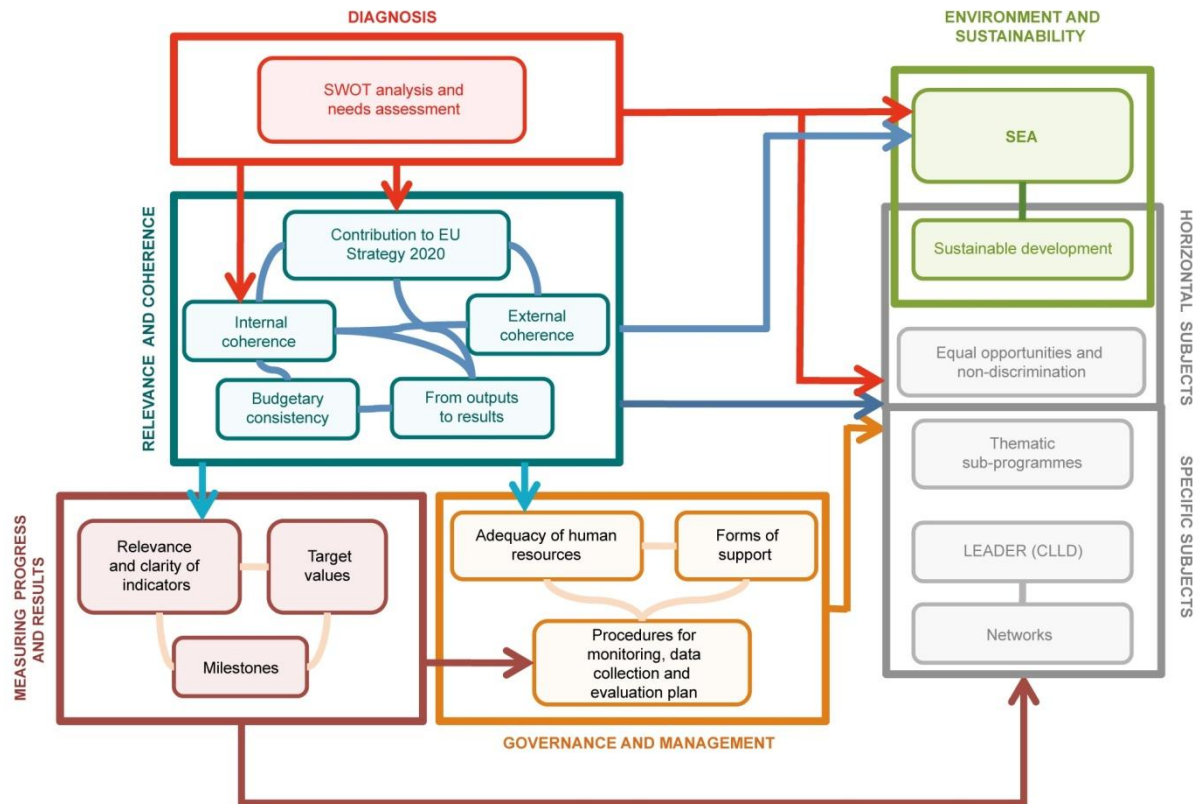 DIAGNOSIS
SWOT analysis and
needs assessment
ENVIRONMENT AND
SUSTAINABILITY
SEA
Sustainable development
HORIZONTAL SUBJECTS
Equal opportunities and
non-discrimination
RELEVANCE AND COHERENCE
Contribution to EU
Strategy 2020
Internal
coherence
External
coherence
Budgetary
consistency
From outputs
to results
SPECIFIC SUBJECTS
Thematic
sub-programmes
LEADER (CLLD)
Networks
MEASURING PROGRESS
AND RESULTS
Relevance
and clarity of
indicators
Target
values
Milestones
Adequacy of human
resources
Forms of
support
Procedures for
monitoring, data
collection and
evaluation plan
GOVERNANCE AND MANAGEMENT